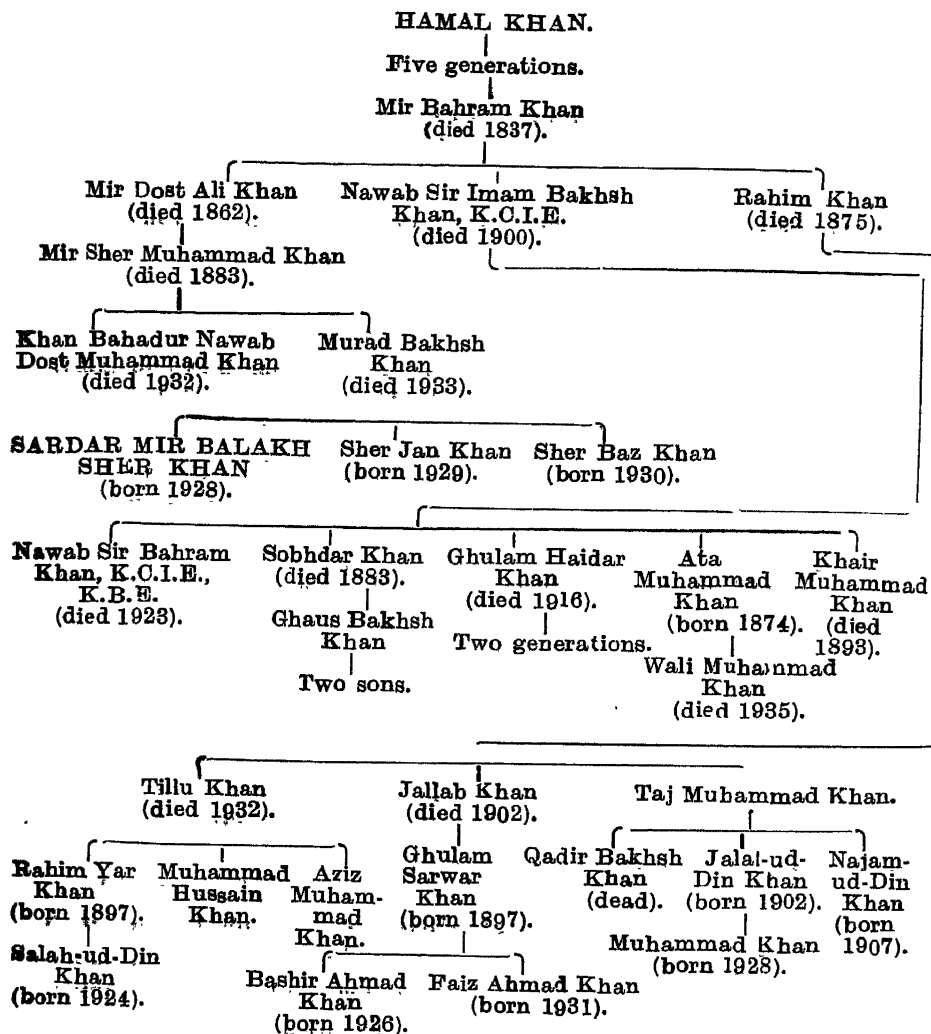 HAMAL KHAN.
Five generations.
Mir Bahram Khan
(died 1837).
Mir Dost Ali Khan
(died 1862).
Nawab Sir Imam Bakhsh
Khan, K.C.I.E.
(died 1900).
Rahim Khan
(died 1875).
Mir Sher Muhammad Khan
(died 1883).
Khan Bahadur Nawab
Dost Muhammad Khan
(died 1932).
Murad Bakhsh
Khan
(died 1933).
SARDAR MIR BALAKH
SHER KHAN
(born 1928).
Sher Jan Khan
(born 1929).
Sher Baz Khan
(born 1930).
Nawab Sir Bahram
Khan, K.C.I.E.,
K.B.E.
(died 1923).
Sobhdar Khan
(died 1883).
Ghaus Bakhsh
Khan
Two sons.
Ghulam Haidar
Khan
(died 1916).
Two generations.
Ata
Muhammad
Khan
(born 1874).
Wali Muhammad
Khan
(died 1935).
Khair
Muhammad
Khan
(died
1893).
Tillu Khan
(died 1932).
Jallab Khan
(died 1902).
Taj Muhammad Khan.
Rahim Yar
Khan
(born 1897).
Salah-ud-Din
Khan
(born 1924).
Muhammad
Hussain
Khan.
Aziz
Muham-
mad
Khan.
Ghulam
Sarwar
Khan
(born 1897).
Bashir Ahmad
Khan
(born 1926).
Faiz Ahmad Khan
(born 1931).
Qadir Bakhsh
Khan
(dead).
Jalal-ud-
Din Khan
(born 1902).
Muhammad Khan
(born 1928).
Najam-
ud-Din
Khan
(born
1907).